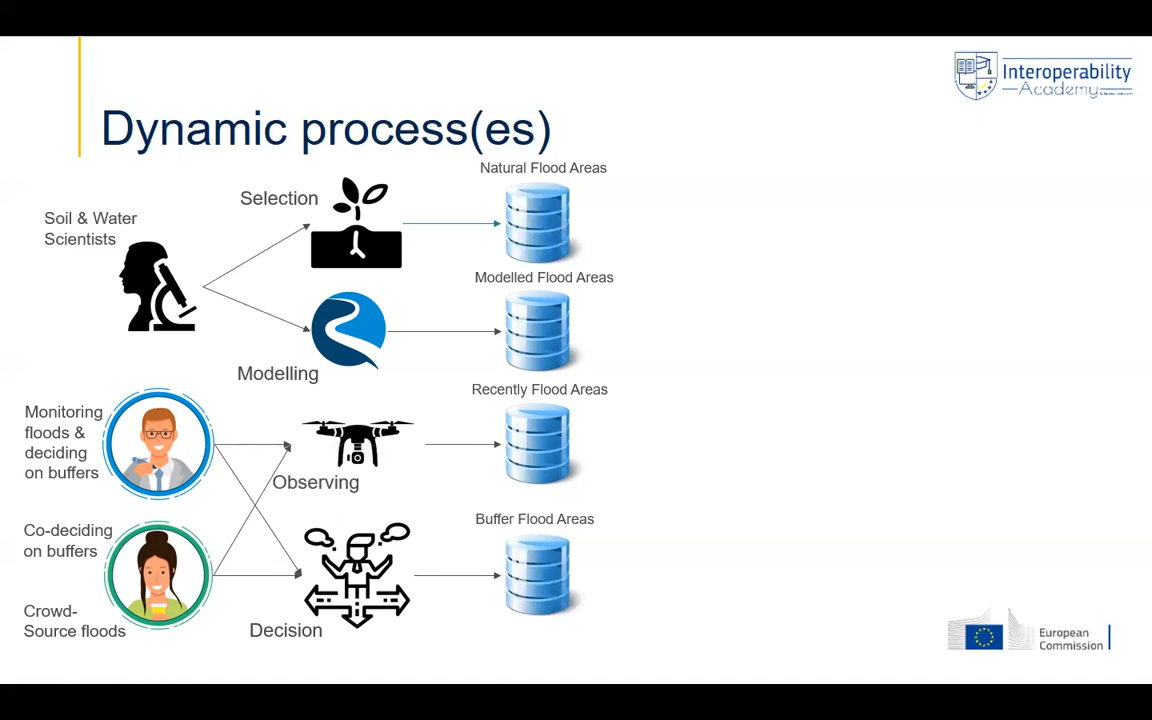 Interoperability
Academy
Dynamic process(es)
Natural Flood Areas
Selection
Soil & Water
Scientists
Modelled Flood Areas
Modelling
Recently Flood Areas
Monitoring
floods &
deciding
on buffers
Observing
Buffer Flood Areas
Co-deciding
on buffers
Crowd-
Source floods
Decision
European
Commission